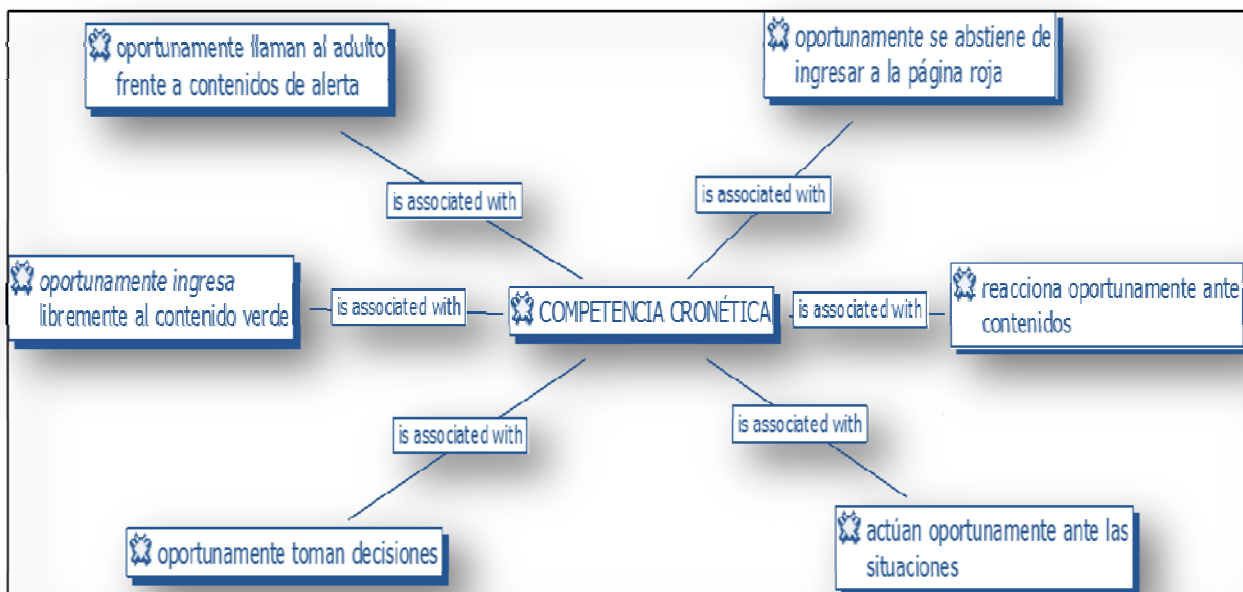 oportunamente llaman al adulto
frente a contenidos de alerta
oportunamente se abstiene de
ingresar a la página roja
is associated with
is associated with
oportunamente ingresa
libremente al contenido verde
is associated with
COMPETENCIA CRONÉTICA
is associated with
reacciona oportunamente ante
contenidos
is associated with
is associated with
oportunamente toman decisiones
actúan oportunamente ante las
situaciones